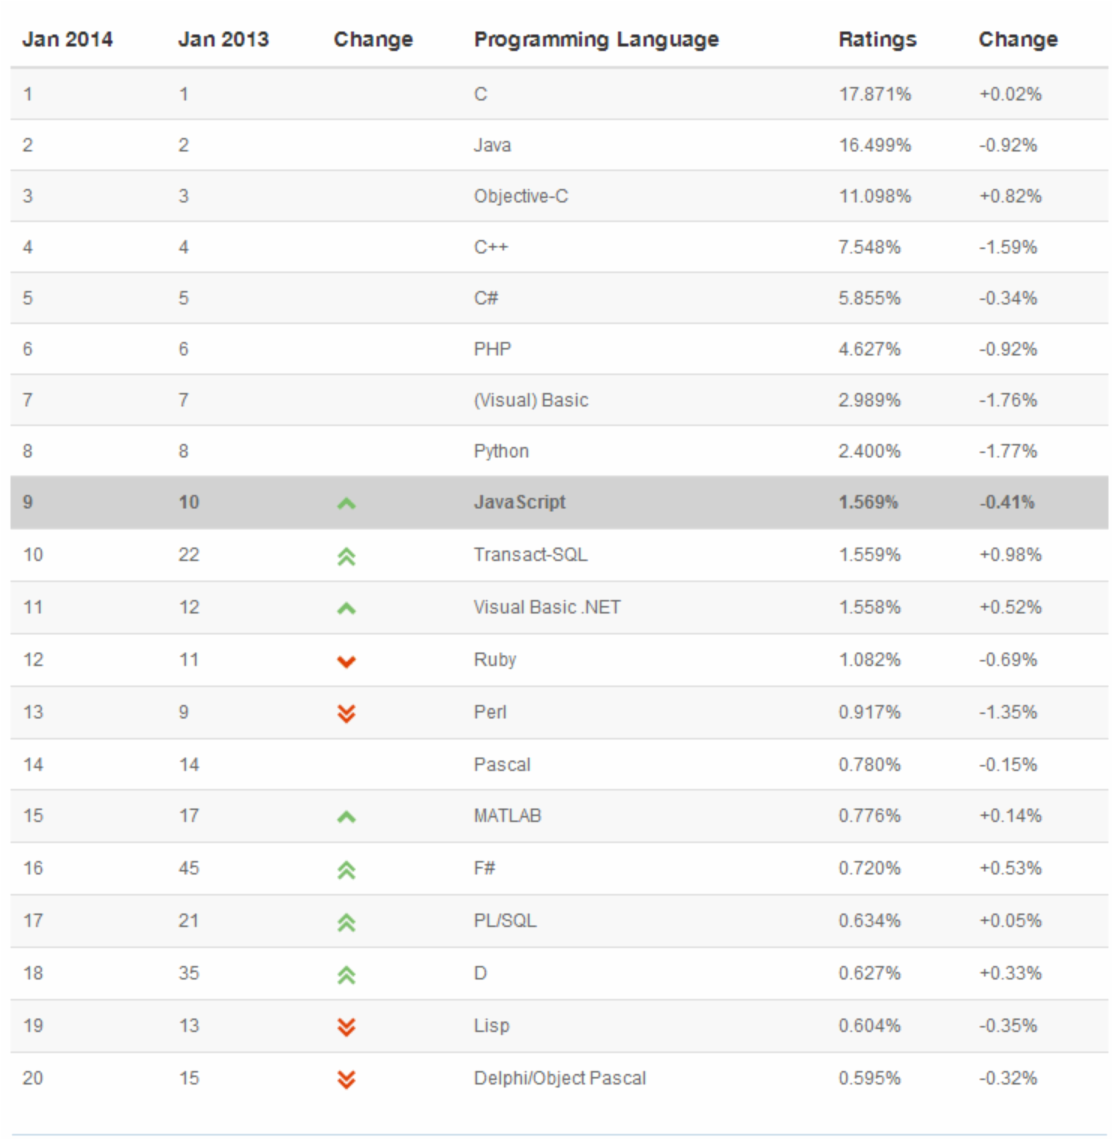 Jan 2014 Jan 2013 Change Programming Language Ratings Change
1 1 C 17.871% +0.02%
2 2 Java 16.499% -0.92%
3 3 Objective-C 11.098% +0.82%
4 4 C++ 7.548% -1.59%
5 5 C# 5.855% -0.34%
6 6 PHP 4.627% -0.92%
7 7 (Visual) Basic 2.989% -1.76%
8 8 Python 2.400% -1.77%
9 10 JavaScript 1.569% -0.41%
10 22 Transact-SQL 1.559% +0.98%
11 12 Visual Basic .NET 1.558% +0.52%
12 11 Ruby 1.082% -0.69%
13 9 Perl 0.917% -1.35%
14 14 Pascal 0.780% -0.15%
15 17 MATLAB 0.776% +0.14%
16 45 F# 0.720% +0.53%
17 21 PL/SQL 0.634% +0.05%
18 35 D 0.627% +0.33%
19 13 Lisp 0.604% -0.35%
20 15 Delphi/Object Pascal 0.595% -0.32%